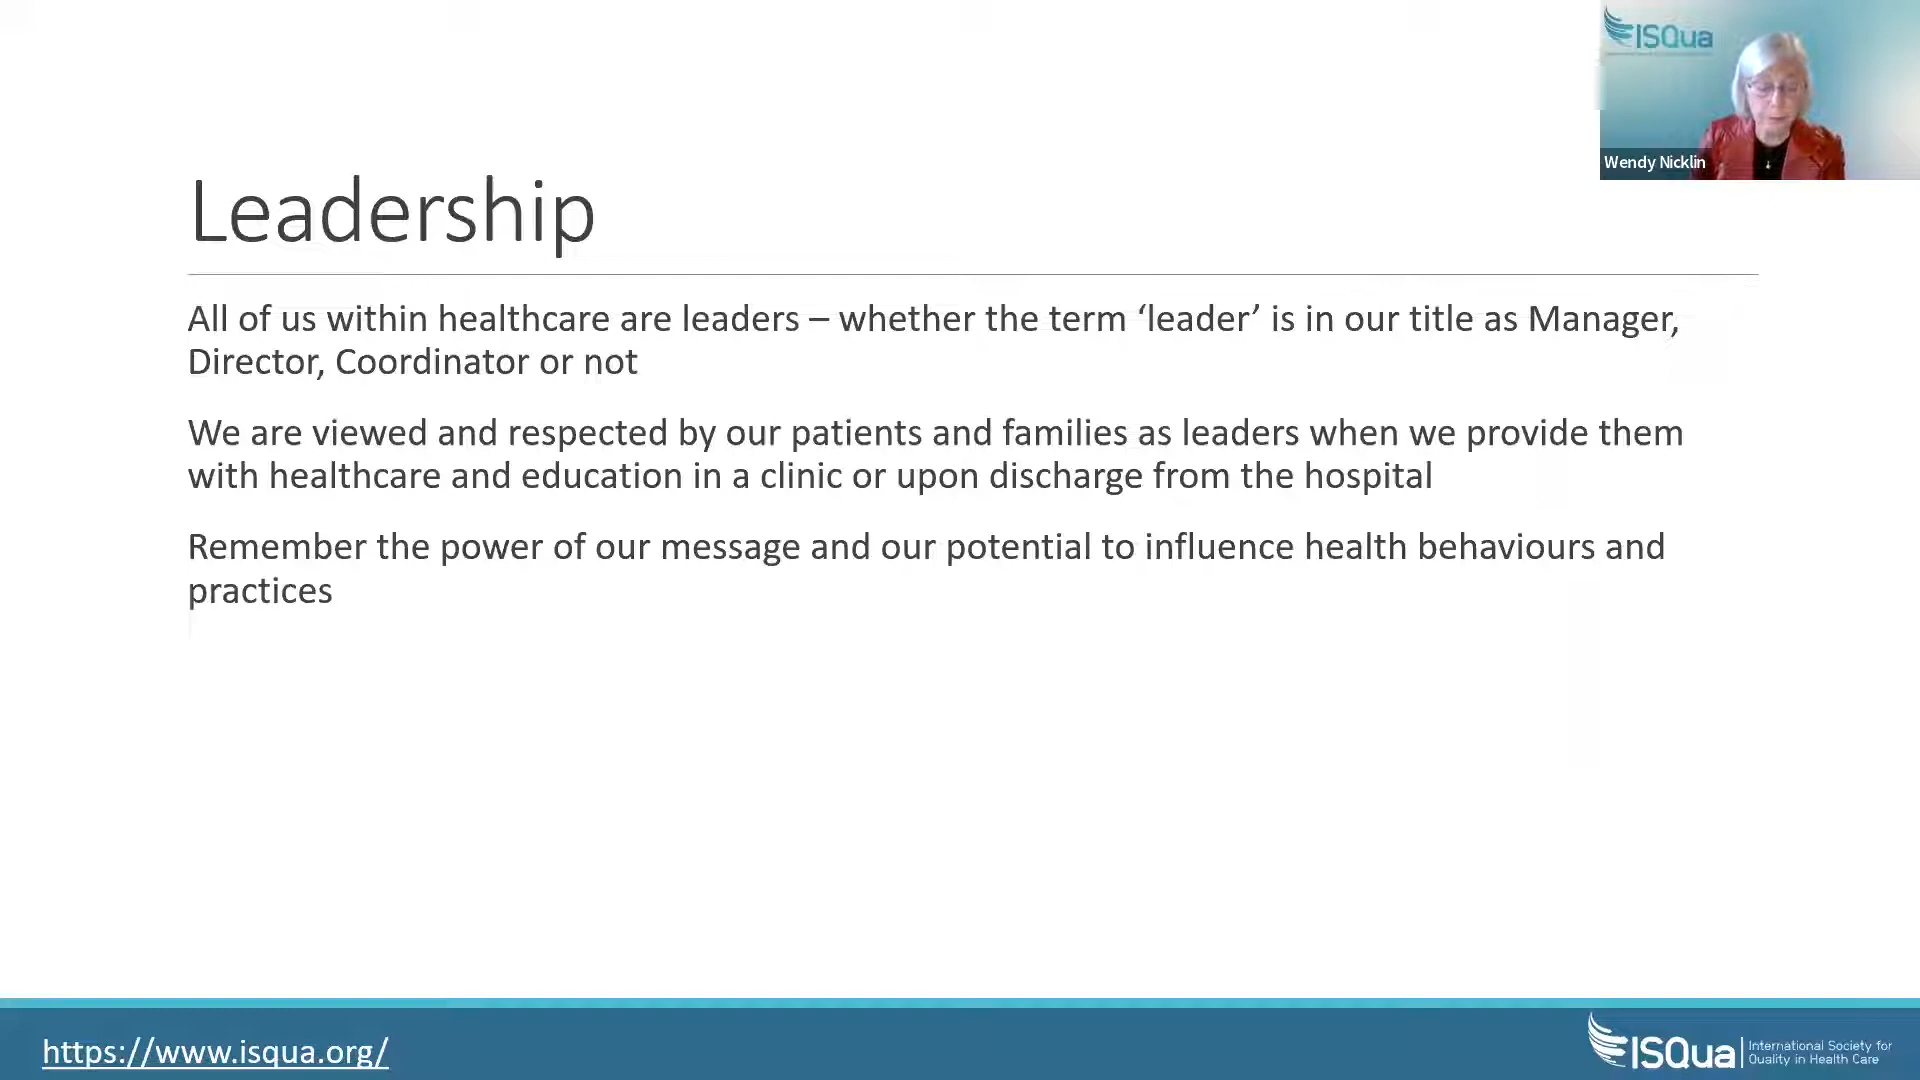 ISQua
Wendy Nicklin
Leadership
All of us within healthcare are leaders – whether the term ‘leader’ is in our title as Manager,
Director, Coordinator or not
We are viewed and respected by our patients and families as leaders when we provide them
with healthcare and education in a clinic or upon discharge from the hospital
Remember the power of our message and our potential to influence health behaviours and
practices
https://www.isqua.org/
ISQua
International Society for
Quality in Health Care